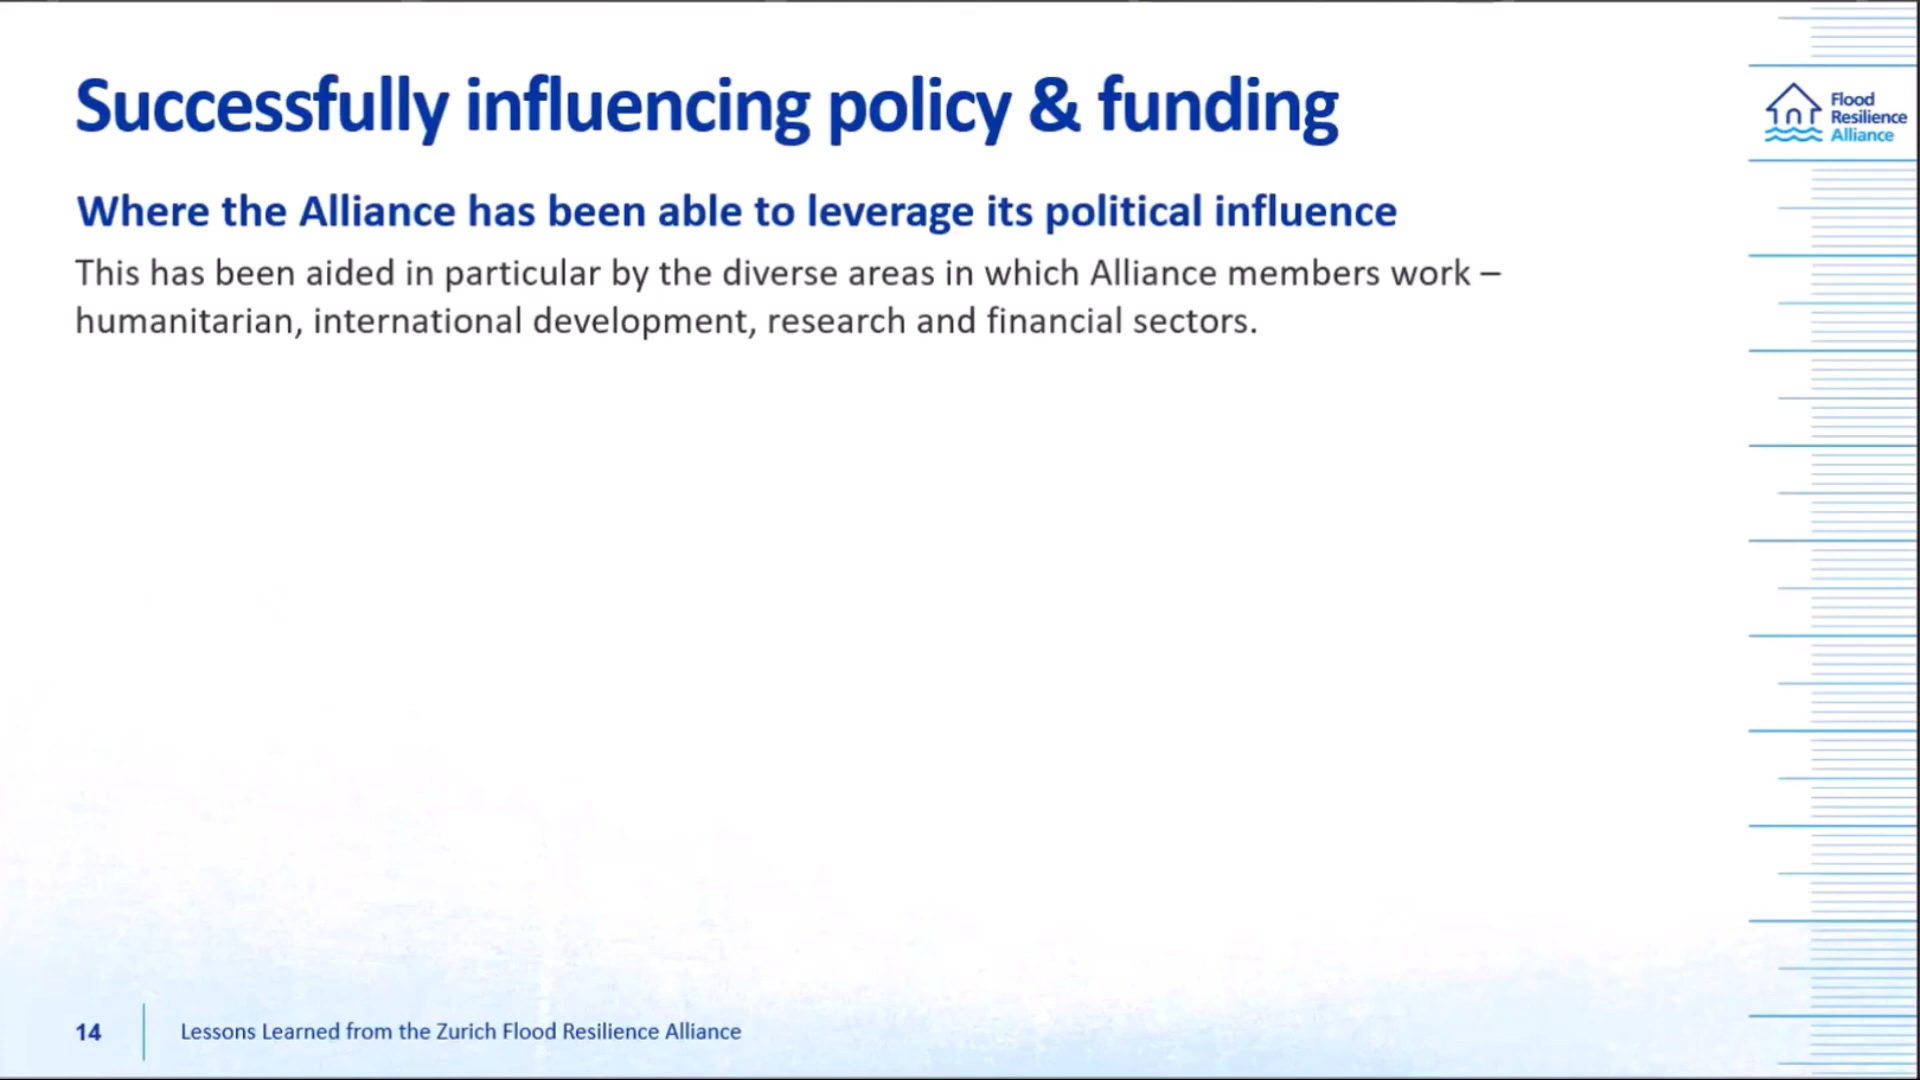 Successfully influencing policy & funding
Flood
Resilience
Alliance
Where the Alliance has been able to leverage its political influence
This has been aided in particular by the diverse areas in which Alliance members work –
humanitarian, international development, research and financial sectors.
14
Lessons Learned from the Zurich Flood Resilience Alliance